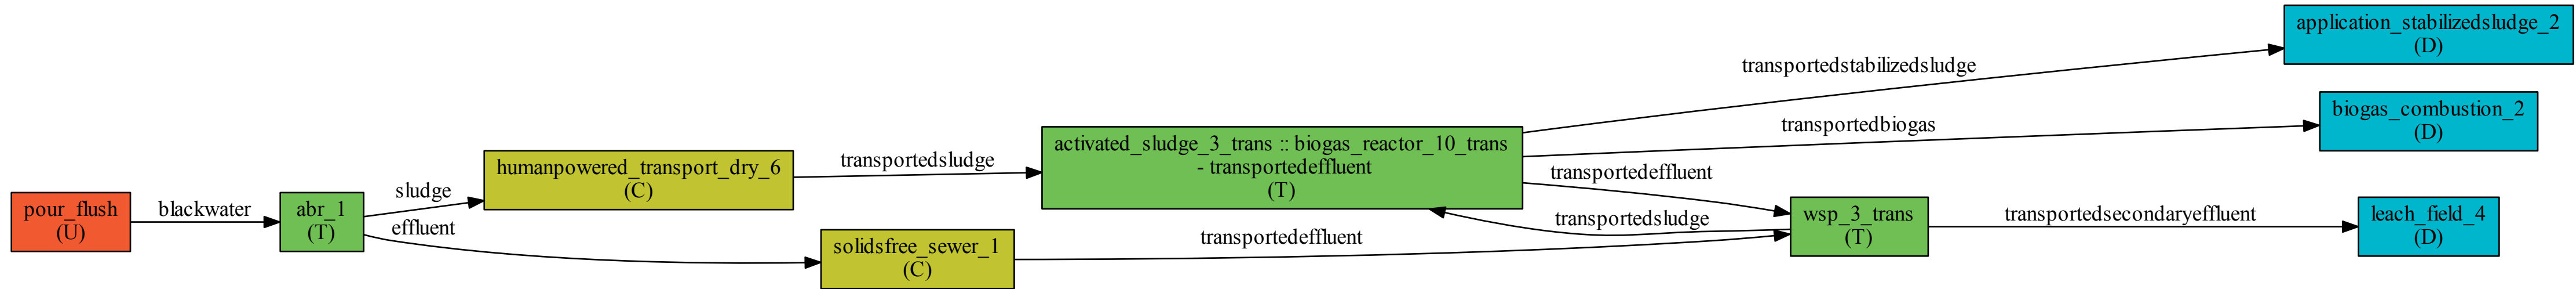 pour_flush
(U)
blackwater
abr_1
(T)
sludge
effluent
humanpowered_transport_dry_6
(C)
solidsfree_sewer_1
(C)
transportedsludge
transportedeffluent
activated_sludge_3_trans :: biogas_reactor_10_trans
- transportedeffluent
(T)
transportedstabilizedsludge
transportedbiogas
transportedeffluent
transportedsludge
wsp_3_trans
(T)
transportedsecondaryeffluent
application_stabilizedsludge_2
(D)
biogas_combustion_2
(D)
leach_field_4
(D)